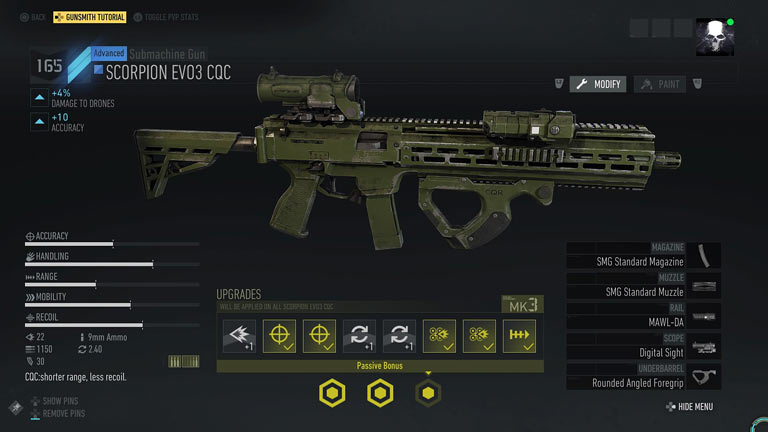 BACK
GUNSMITH TUTORIAL
TOGGLE PVP STATS
165
Advanced Submachine Gun
SCORPION EVO3 CQC
+4%
DAMAGE TO DRONES
+10
ACCURACY
MODIFY
PAINT
ACCURACY
HANDLING
RANGE
MOBILITY
RECOIL
22
9mm Ammo
1150
2.40
30
CQC:shorter range, less recoil.
SHOW PINS
REMOVE PINS
UPGRADES
WILL BE APPLIED ON ALL SCORPION EVO3 CQC
MK3
+1
+1
+1
Passive Bonus
MAGAZINE
SMG Standard Magazine
MUZZLE
SMG Standard Muzzle
RAIL
MAWL-DA
SCOPE
Digital Sight
UNDERBARREL
Rounded Angled Foregrip
HIDE MENU